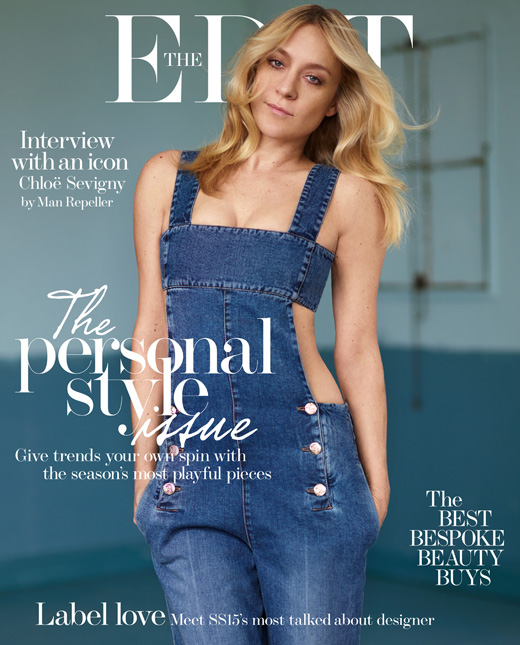 THE EDIT
Interview
with an icon
Chloë Sevigny
by Man Repeller
The
personal
style
issue
Give trends your own spin with
the season's most playful pieces
The
BEST
BESPOKE
BEAUTY
BUYS
Label love Meet SS15's most talked about designer